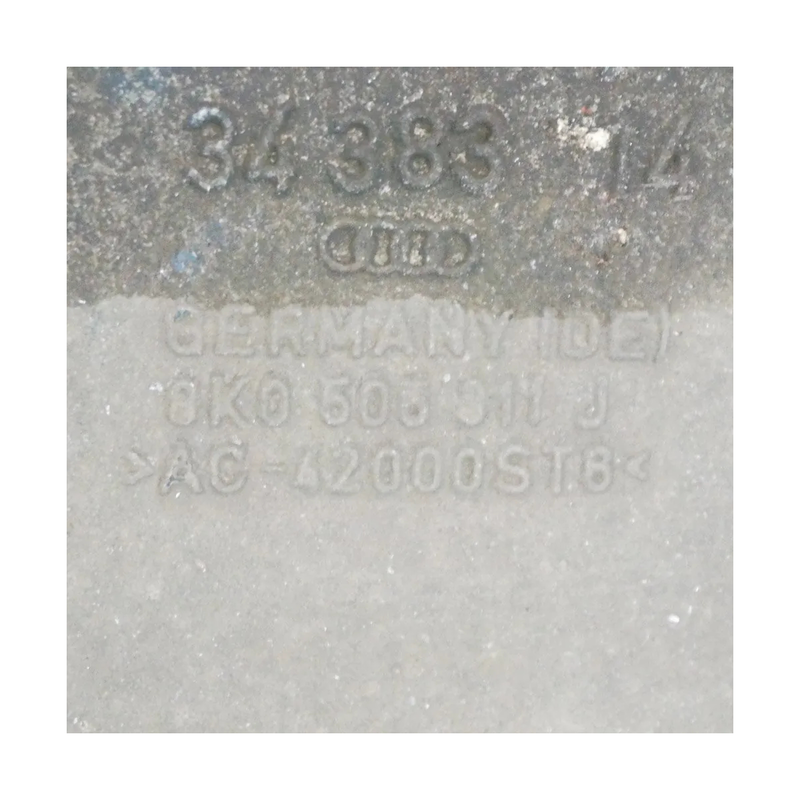 34 383 14
GERMANY (DE)
8K0 505 311 J
>AC-42000ST8<